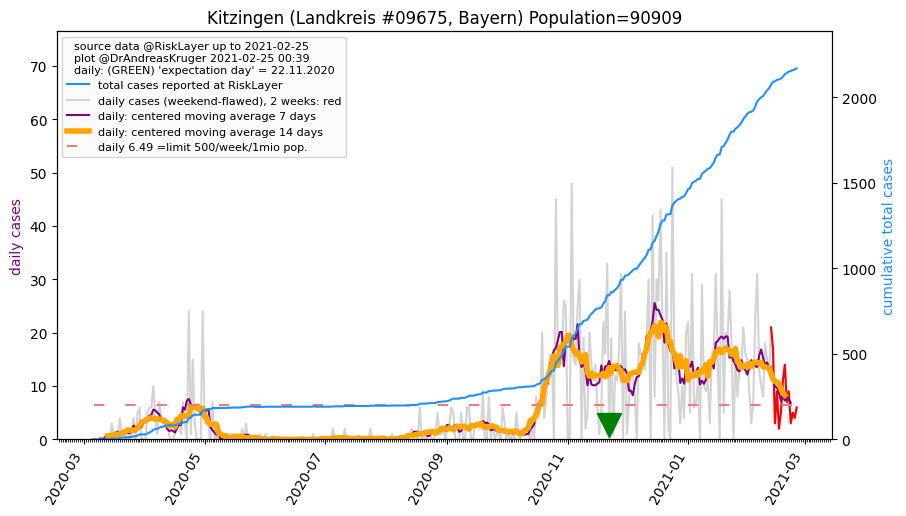 Kitzingen (Landkreis #09675, Bayern) Population=90909
source data @RiskLayer up to 2021-02-25
plot @DrAndreasKruger 2021-02-25 00:39
daily: (GREEN) 'expectation day' = 22.11.2020
total cases reported at RiskLayer
daily cases (weekend-flawed), 2 weeks: red
daily: centered moving average 7 days
daily: centered moving average 14 days
daily 6.49 =limit 500/week/1mio pop.
daily cases
70
60
50
40
30
20
10
0
cumulative total cases
2000
1500
1000
500
0
2020-03
2020-05
2020-07
2020-09
2020-11
2021-01
2021-03